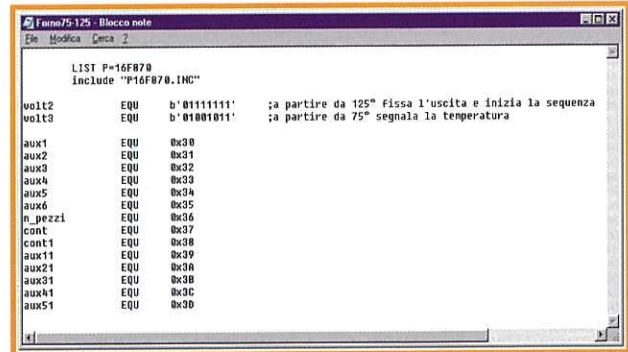 Forno75-125 - Blocco note
File Modifica Cerca ?
LIST P=16F870
include "P16F870.INC"
volt2 EQU b'01111111' ;a partire da 125° fissa l'uscita e inizia la sequenza
volt3 EQU b'01001011' ;a partire da 75° segnala la temperatura
aux1 EQU 0x30
aux2 EQU 0x31
aux3 EQU 0x32
aux4 EQU 0x33
aux5 EQU 0x34
aux6 EQU 0x35
n_pezzi EQU 0x36
cont EQU 0x37
cont1 EQU 0x38
aux11 EQU 0x39
aux21 EQU 0x3A
aux31 EQU 0x3B
aux41 EQU 0x3C
aux51 EQU 0x3D